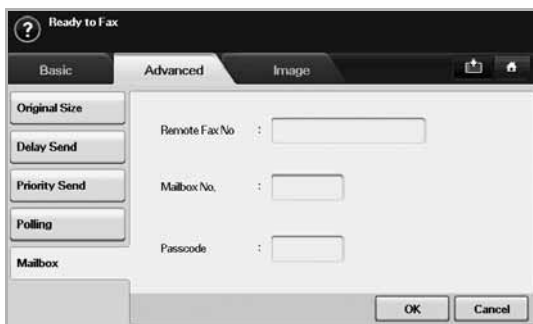 Ready to Fax
Basic
Advanced
Image
Original Size
Delay Send
Priority Send
Polling
Mailbox
Remote Fax No :
Mailbox No. :
Passcode :
OK
Cancel